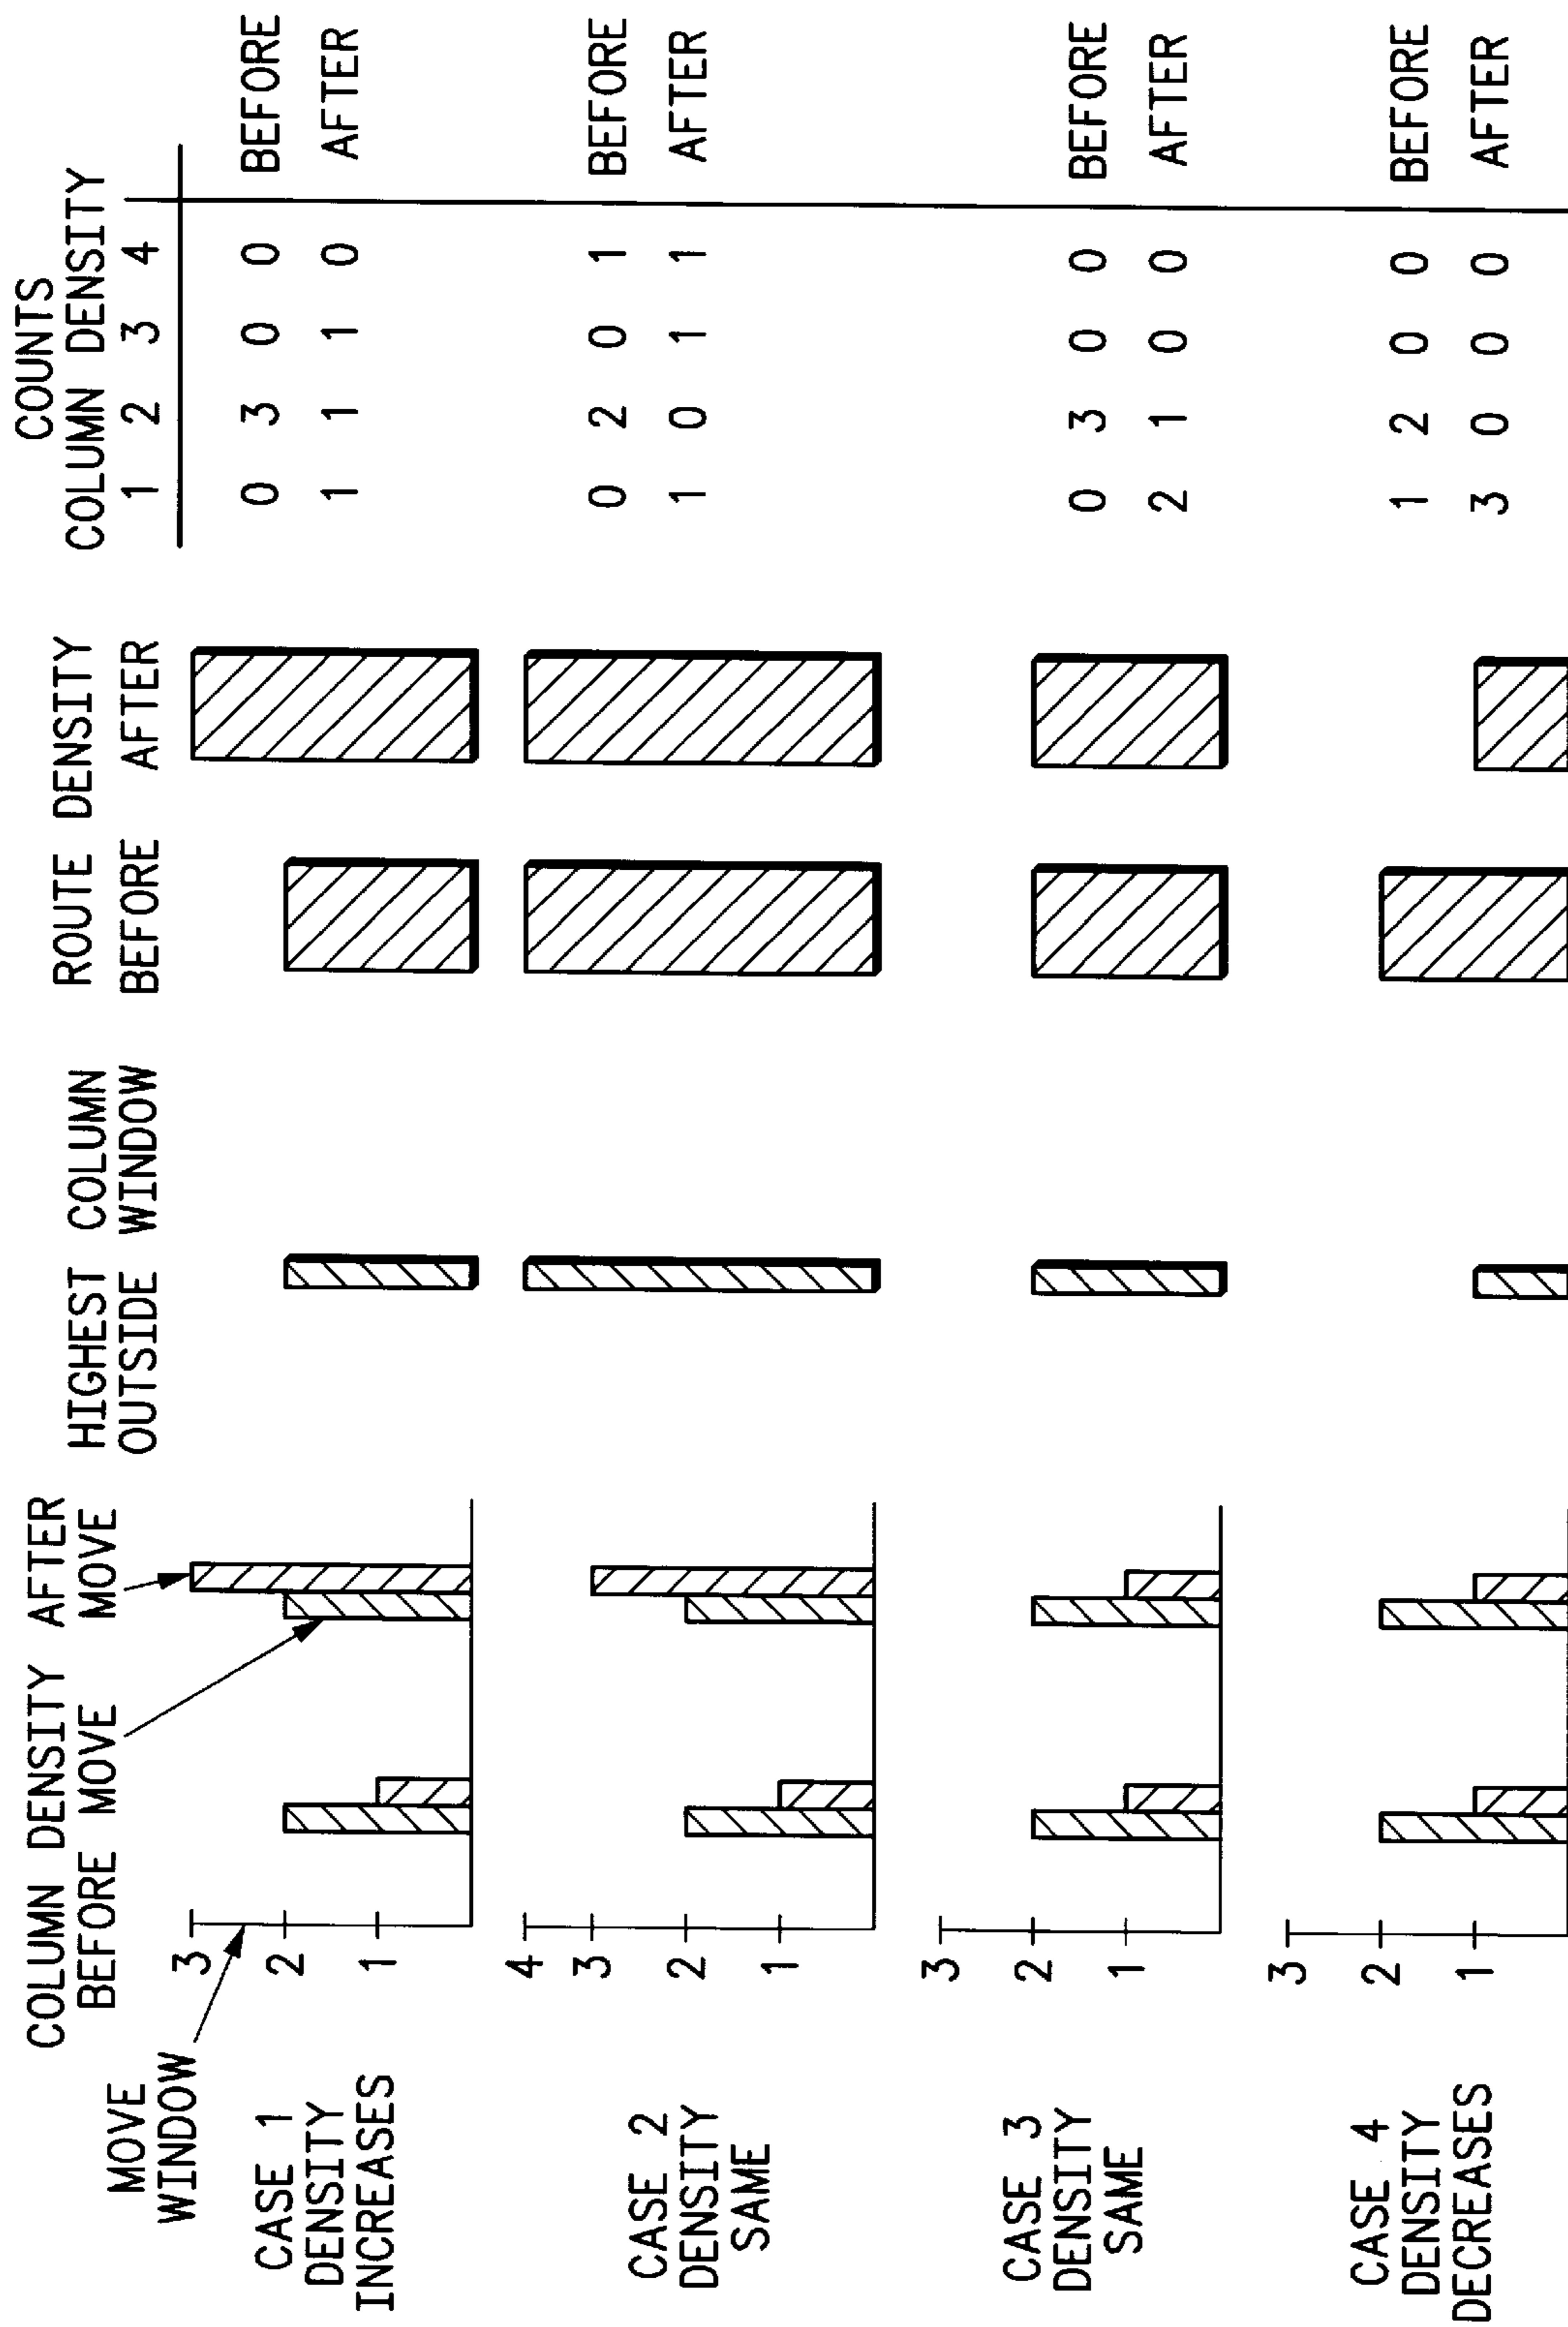 COLUMN DENSITY AFTER
BEFORE MOVE MOVE
MOVE
WINDOW
HIGHEST COLUMN
OUTSIDE WINDOW
ROUTE DENSITY
BEFORE AFTER
COUNTS
COLUMN DENSITY
1 2 3 4
CASE 1
DENSITY
INCREASES
3
2
1
0 3 0 0 BEFORE
1 1 1 0 AFTER
CASE 2
DENSITY
SAME
4
3
2
1
0 2 0 1 BEFORE
1 0 1 1 AFTER
CASE 3
DENSITY
SAME
3
2
1
0 3 0 0 BEFORE
2 1 0 0 AFTER
CASE 4
DENSITY
DECREASES
3
2
1
1 2 0 0 BEFORE
3 0 0 0 AFTER